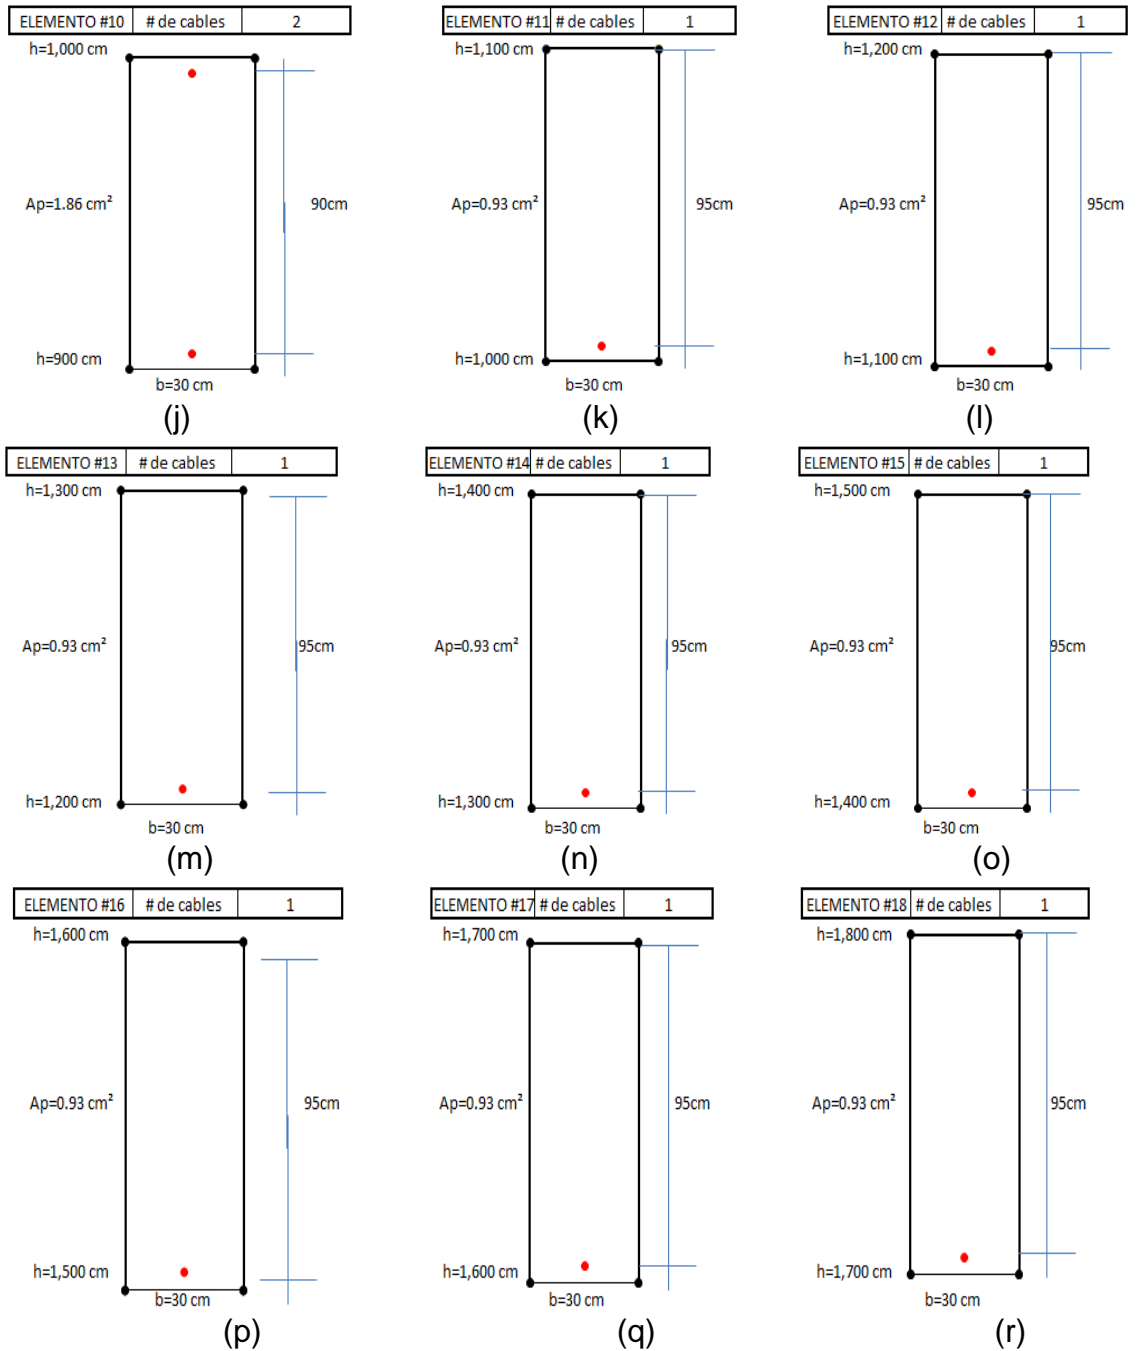 ELEMENTO #10 # de cables 2
h=1,000 cm
Ap=1.86 cm²
90cm
h=900 cm
b=30 cm
(j)
ELEMENTO #11 # de cables 1
h=1,100 cm
Ap=0.93 cm²
95cm
h=1,000 cm
b=30 cm
(k)
ELEMENTO #12 # de cables 1
h=1,200 cm
Ap=0.93 cm²
95cm
h=1,100 cm
b=30 cm
(l)
ELEMENTO #13 # de cables 1
h=1,300 cm
Ap=0.93 cm²
95cm
h=1,200 cm
b=30 cm
(m)
ELEMENTO #14 # de cables 1
h=1,400 cm
Ap=0.93 cm²
95cm
h=1,300 cm
b=30 cm
(n)
ELEMENTO #15 # de cables 1
h=1,500 cm
Ap=0.93 cm²
95cm
h=1,400 cm
b=30 cm
(o)
ELEMENTO #16 # de cables 1
h=1,600 cm
Ap=0.93 cm²
95cm
h=1,500 cm
b=30 cm
(p)
ELEMENTO #17 # de cables 1
h=1,700 cm
Ap=0.93 cm²
95cm
h=1,600 cm
b=30 cm
(q)
ELEMENTO #18 # de cables 1
h=1,800 cm
Ap=0.93 cm²
95cm
h=1,700 cm
b=30 cm
(r)